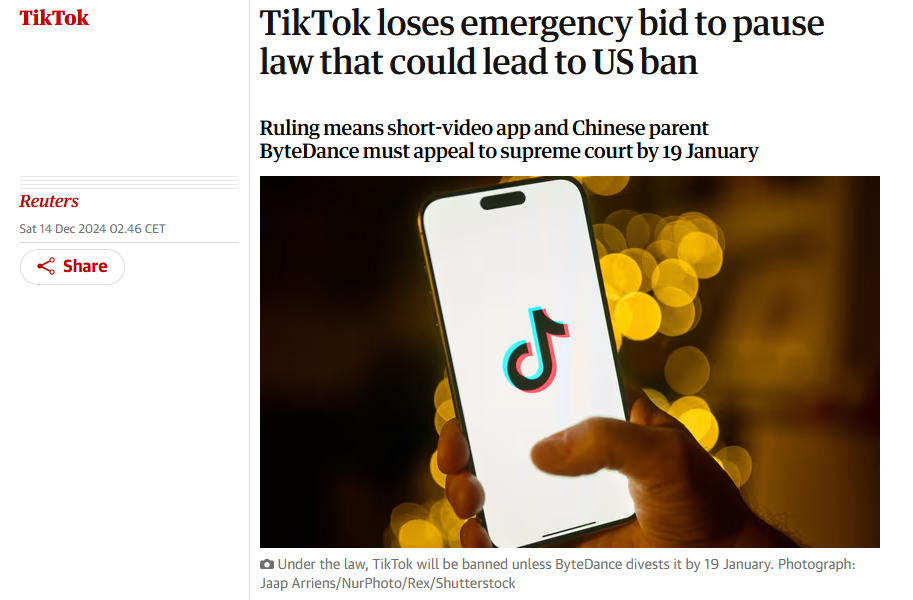 TikTok
TikTok loses emergency bid to pause
law that could lead to US ban
Ruling means short-video app and Chinese parent
ByteDance must appeal to supreme court by 19 January
Reuters
Sat 14 Dec 2024 02.46 CET
Share
Under the law, TikTok will be banned unless ByteDance divests it by 19 January. Photograph:
Jaap Arriens/NurPhoto/Rex/Shutterstock